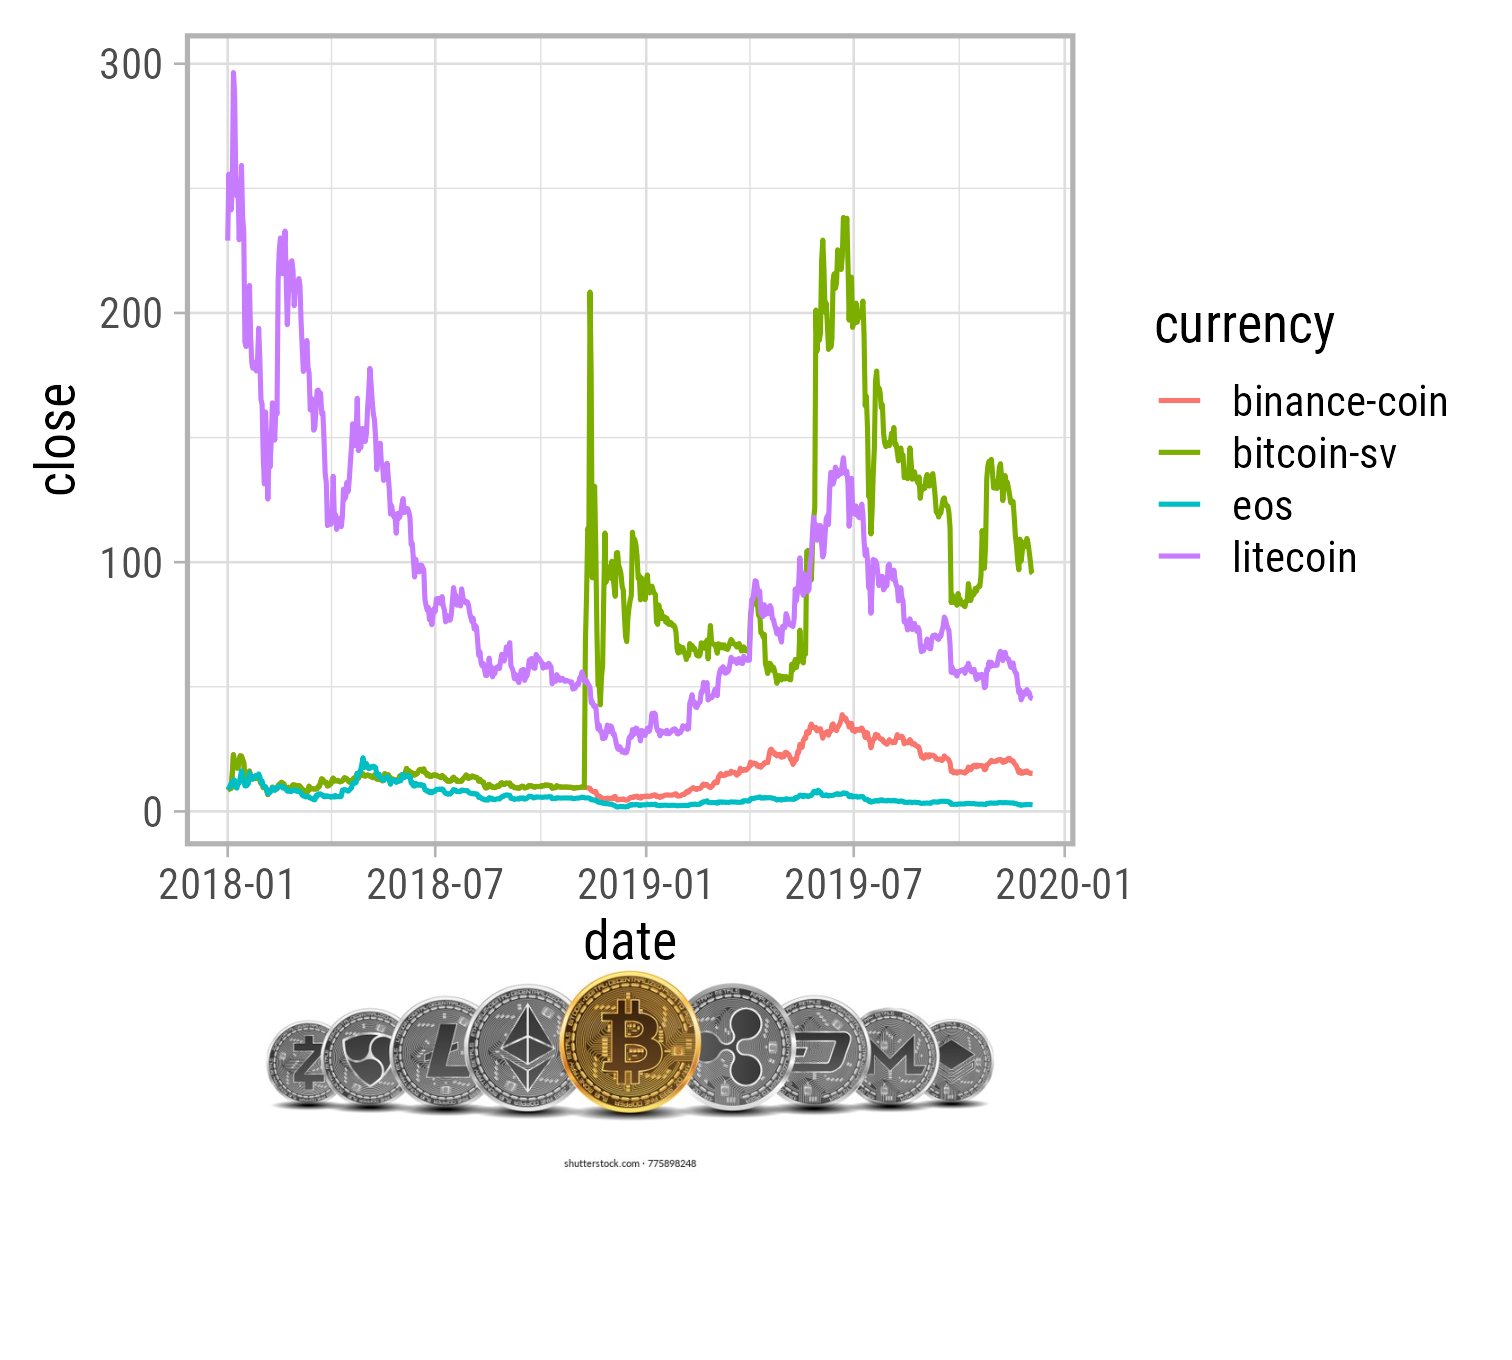 300
200
100
0
close
2018-01 2018-07 2019-01 2019-07 2020-01
date
currency
binance-coin
bitcoin-sv
eos
litecoin
shutterstock.com · 775898248